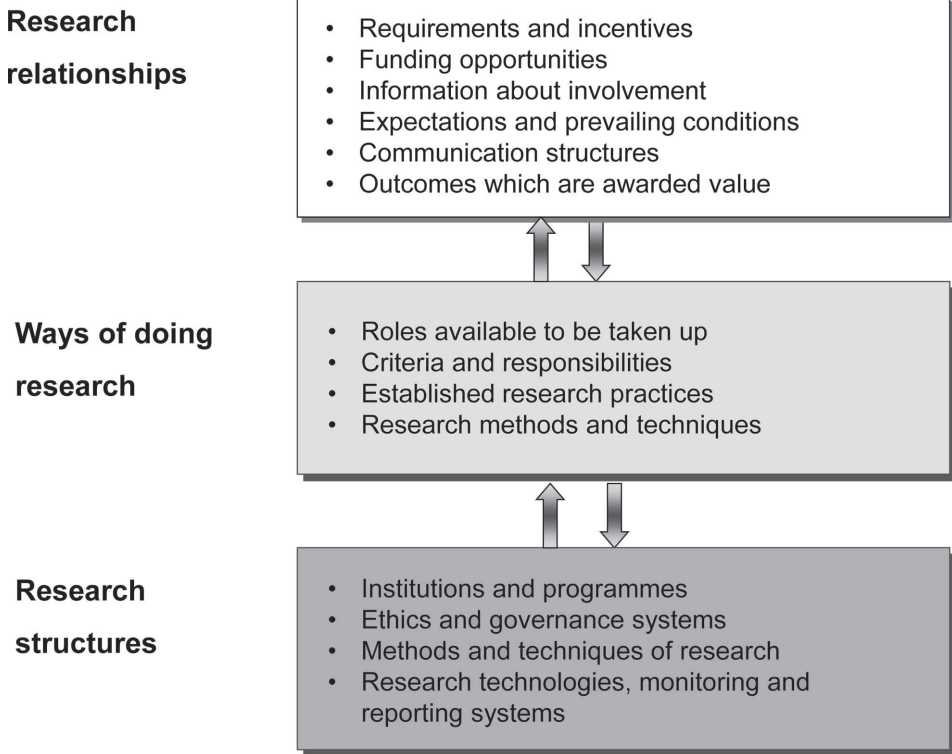 Research
relationships
• Requirements and incentives
• Funding opportunities
• Information about involvement
• Expectations and prevailing conditions
• Communication structures
• Outcomes which are awarded value
Ways of doing
research
• Roles available to be taken up
• Criteria and responsibilities
• Established research practices
• Research methods and techniques
Research
structures
• Institutions and programmes
• Ethics and governance systems
• Methods and techniques of research
• Research technologies, monitoring and
reporting systems